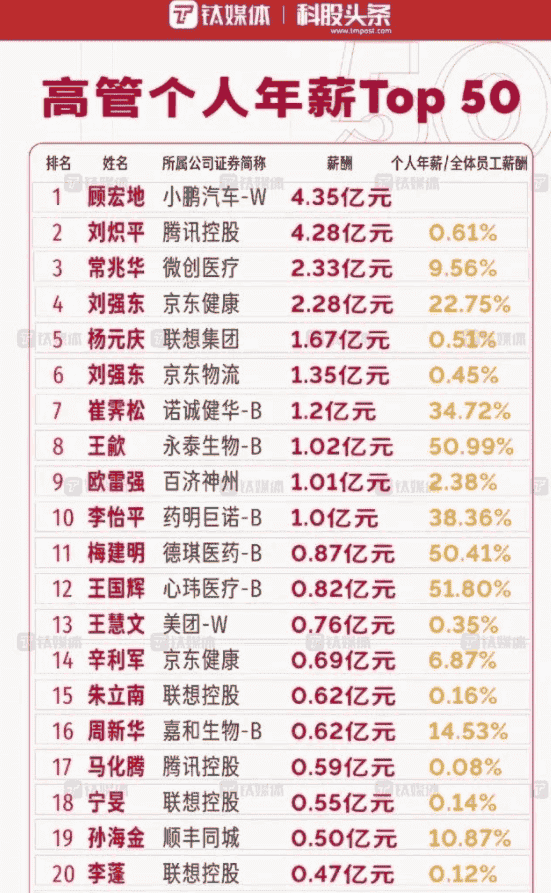 钛媒体 | 科股头条
www.tmpost.com
高管个人年薪Top 50
排名 姓名 所属公司证券简称 薪酬 个人年薪/全体员工薪酬
1 顾宏地 小鹏汽车-W 4.35亿元
2 刘炽平 腾讯控股 4.28亿元 0.61%
3 常兆华 微创医疗 2.33亿元 9.56%
4 刘强东 京东健康 2.28亿元 22.75%
5 杨元庆 联想集团 1.67亿元 0.51%
6 刘强东 京东物流 1.35亿元 0.45%
7 崔霁松 诺诚健华-B 1.2亿元 34.72%
8 王歈 永泰生物-B 1.02亿元 50.99%
9 欧雷强 百济神州 1.01亿元 2.38%
10 李怡平 药明巨诺-B 1.0亿元 38.36%
11 梅建明 德琪医药-B 0.87亿元 50.41%
12 王国辉 心玮医疗-B 0.82亿元 51.80%
13 王慧文 美团-W 0.76亿元 0.35%
14 辛利军 京东健康 0.69亿元 6.87%
15 朱立南 联想控股 0.62亿元 0.16%
16 周新华 嘉和生物-B 0.62亿元 14.53%
17 马化腾 腾讯控股 0.59亿元 0.08%
18 宁旻 联想控股 0.55亿元 0.14%
19 孙海金 顺丰同城 0.50亿元 10.87%
20 李蓬 联想控股 0.47亿元 0.12%